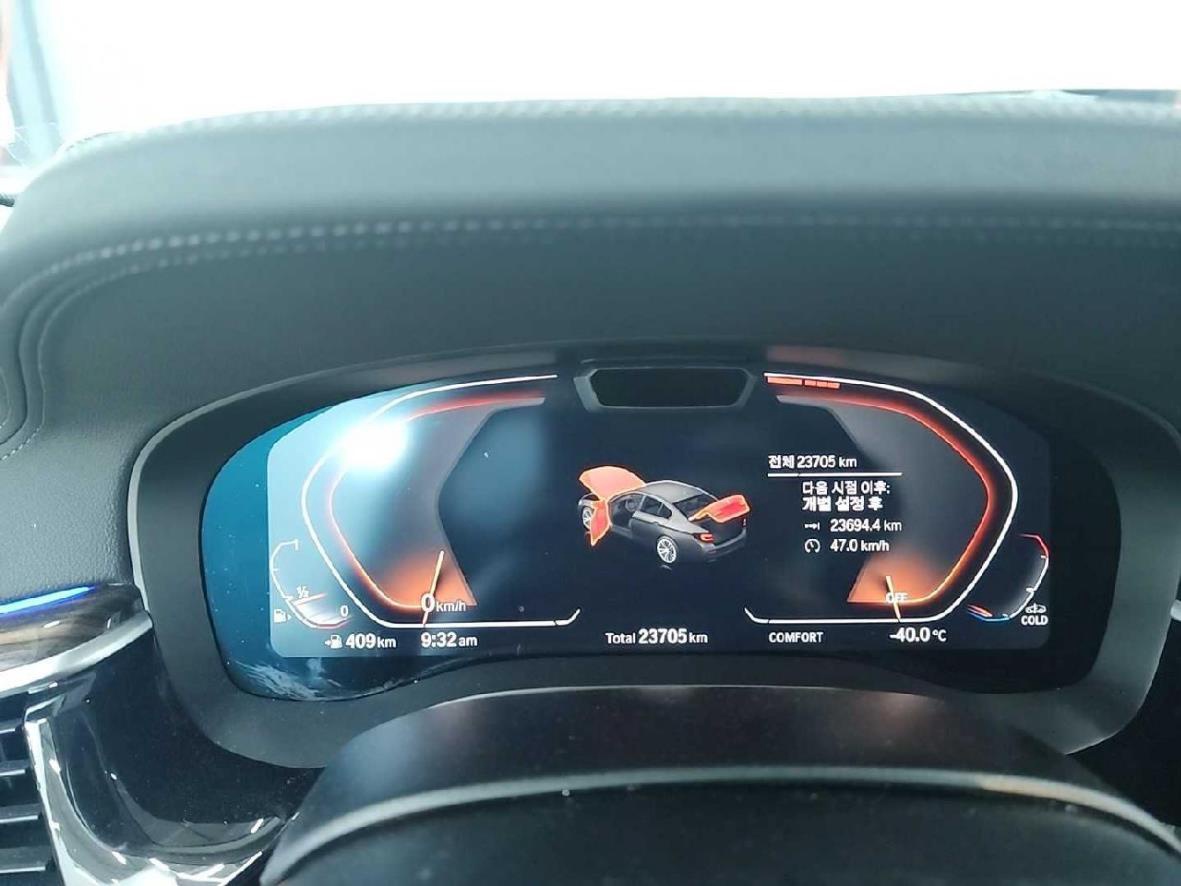 전체 23705 km
다음 시점 이후:
개별 설정 후
23694.4 km
47.0 km/h
1
½
0
0 km/h
OFF
COLD
409 km
9:32 am
Total 23705 km
COMFORT
-40.0 °C